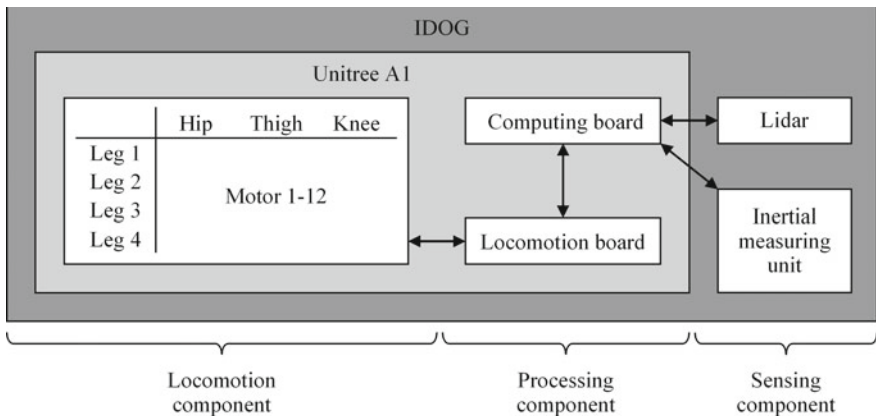 IDOG
Unitree A1
Hip Thigh Knee
Leg 1
Leg 2
Leg 3
Leg 4
Motor 1-12
Computing board
Locomotion board
Lidar
Inertial
measuring
unit
Locomotion
component
Processing
component
Sensing
component